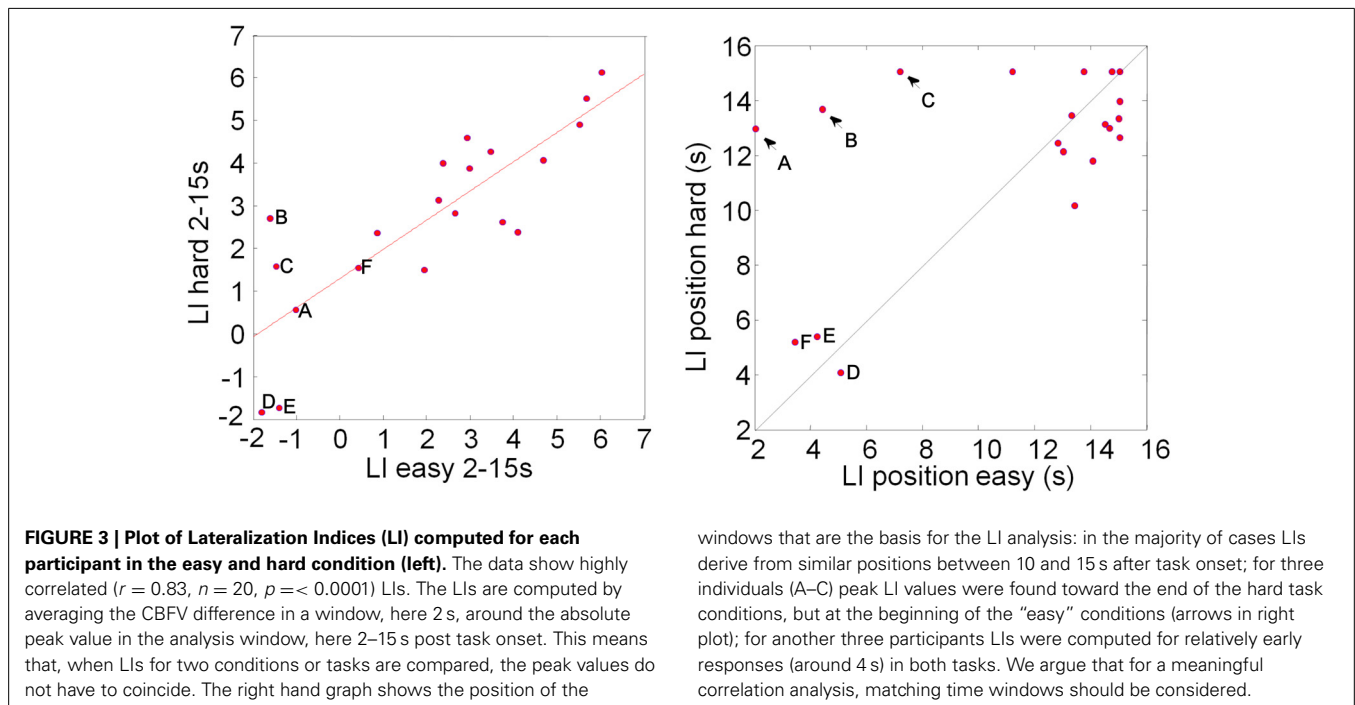 7
6
5
4
3
2
1
0
-1
-2
LI hard 2-15s
B
C
A
F
D
E
-2 -1 0 1 2 3 4 5 6 7
LI easy 2-15s
16
14
12
10
8
6
4
2
LI position hard (s)
C
B
A
F
E
D
2 4 6 8 10 12 14 16
LI position easy (s)
FIGURE 3 | Plot of Lateralization Indices (LI) computed for each
participant in the easy and hard condition (left). The data show highly
correlated (r = 0.83, n = 20, p =< 0.0001) LIs. The LIs are computed by
averaging the CBFV difference in a window, here 2 s, around the absolute
peak value in the analysis window, here 2–15 s post task onset. This means
that, when LIs for two conditions or tasks are compared, the peak values do
not have to coincide. The right hand graph shows the position of the
windows that are the basis for the LI analysis: in the majority of cases LIs
derive from similar positions between 10 and 15 s after task onset; for three
individuals (A–C) peak LI values were found toward the end of the hard task
conditions, but at the beginning of the “easy” conditions (arrows in right
plot); for another three participants LIs were computed for relatively early
responses (around 4 s) in both tasks. We argue that for a meaningful
correlation analysis, matching time windows should be considered.